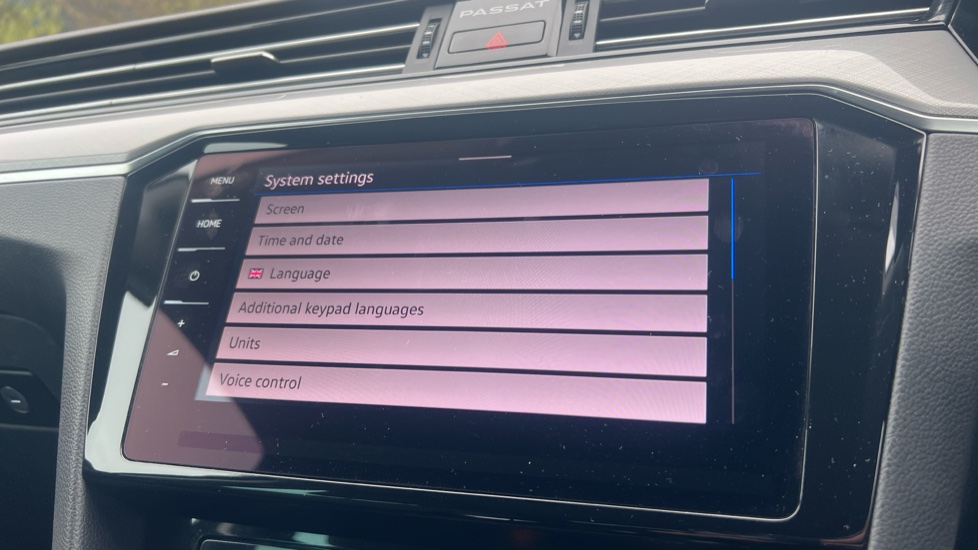 PASSAT
MENU
System settings
Screen
HOME
Time and date
Language
Additional keypad languages
+
Units
-
Voice control